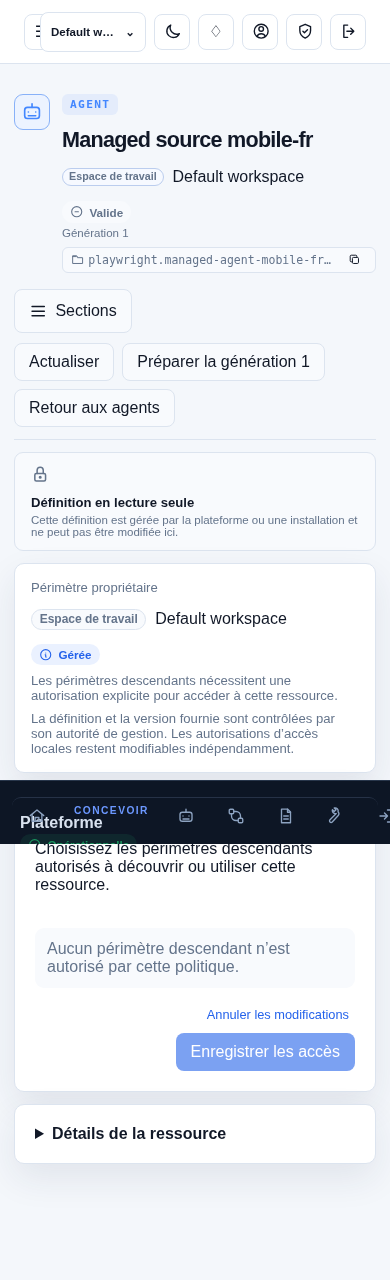 Default w… ⌄
AGENT
Managed source mobile-fr
Espace de travail Default workspace
Valide
Génération 1
playwright.managed-agent-mobile-fr…
Sections
Actualiser Préparer la génération 1
Retour aux agents
Définition en lecture seule
Cette définition est gérée par la plateforme ou une installation et
ne peut pas être modifiée ici.
Périmètre propriétaire
Espace de travail Default workspace
Gérée
Les périmètres descendants nécessitent une
autorisation explicite pour accéder à cette ressource.
La définition et la version fournie sont contrôlées par
son autorité de gestion. Les autorisations d’accès
locales restent modifiables indépendamment.
CONCEVOIR
Plateforme
Choisissez les périmètres descendants
autorisés à découvrir ou utiliser cette
ressource.
Aucun périmètre descendant n’est
autorisé par cette politique.
Annuler les modifications
Enregistrer les accès
Détails de la ressource